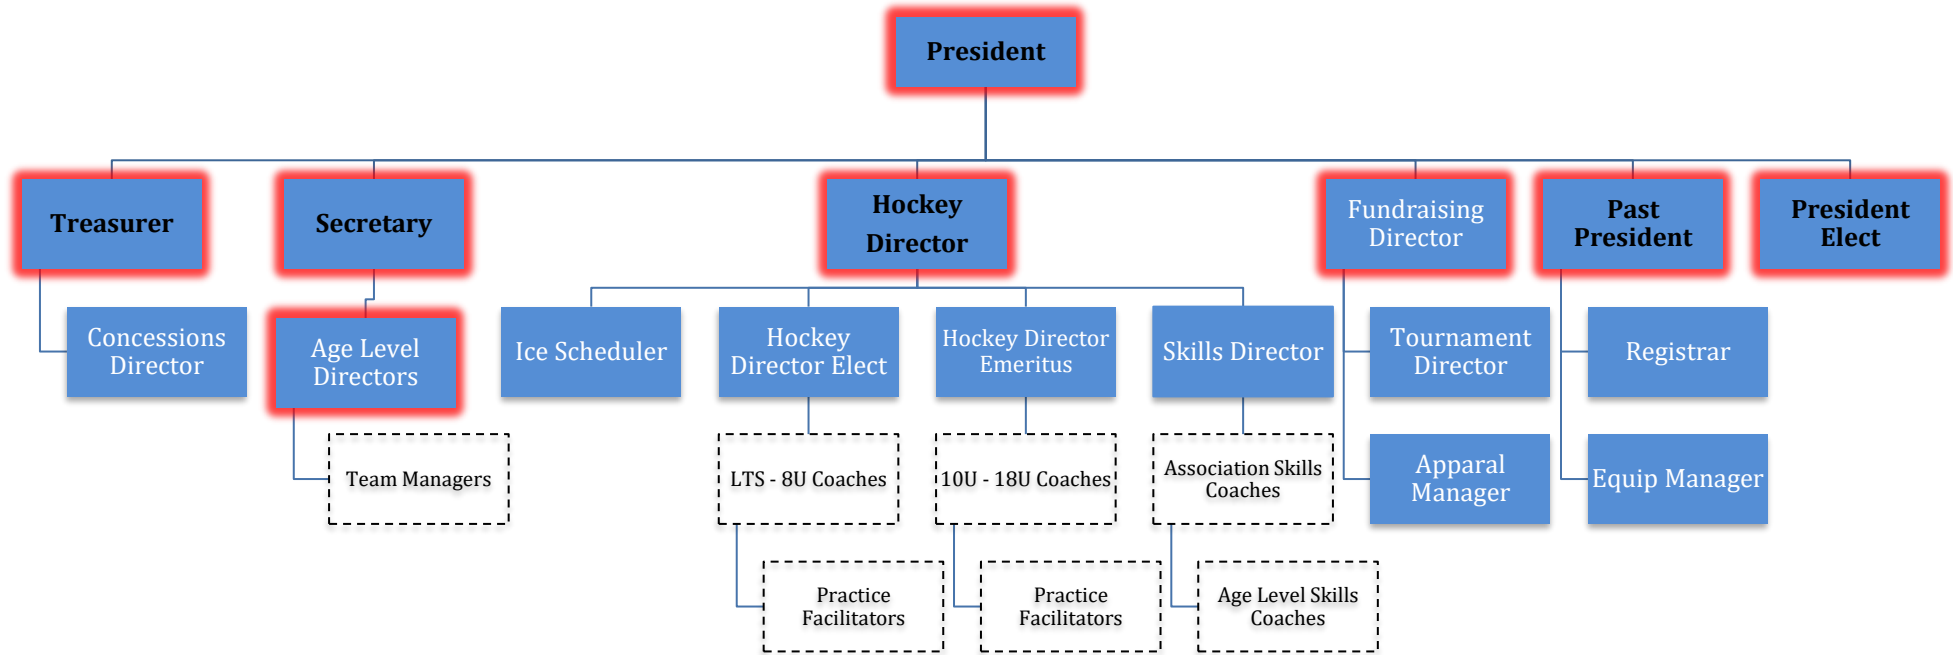 President
Treasurer
Secretary
Hockey
Director
Fundraising
Director
Past
President
President
Elect
Concessions
Director
Age Level
Directors
Ice Scheduler
Hockey
Director Elect
Hockey Director
Emeritus
Skills Director
Tournament
Director
Registrar
Team Managers
LTS - 8U Coaches
10U - 18U Coaches
Association Skills
Coaches
Apparal
Manager
Equip Manager
Practice
Facilitators
Practice
Facilitators
Age Level Skills
Coaches